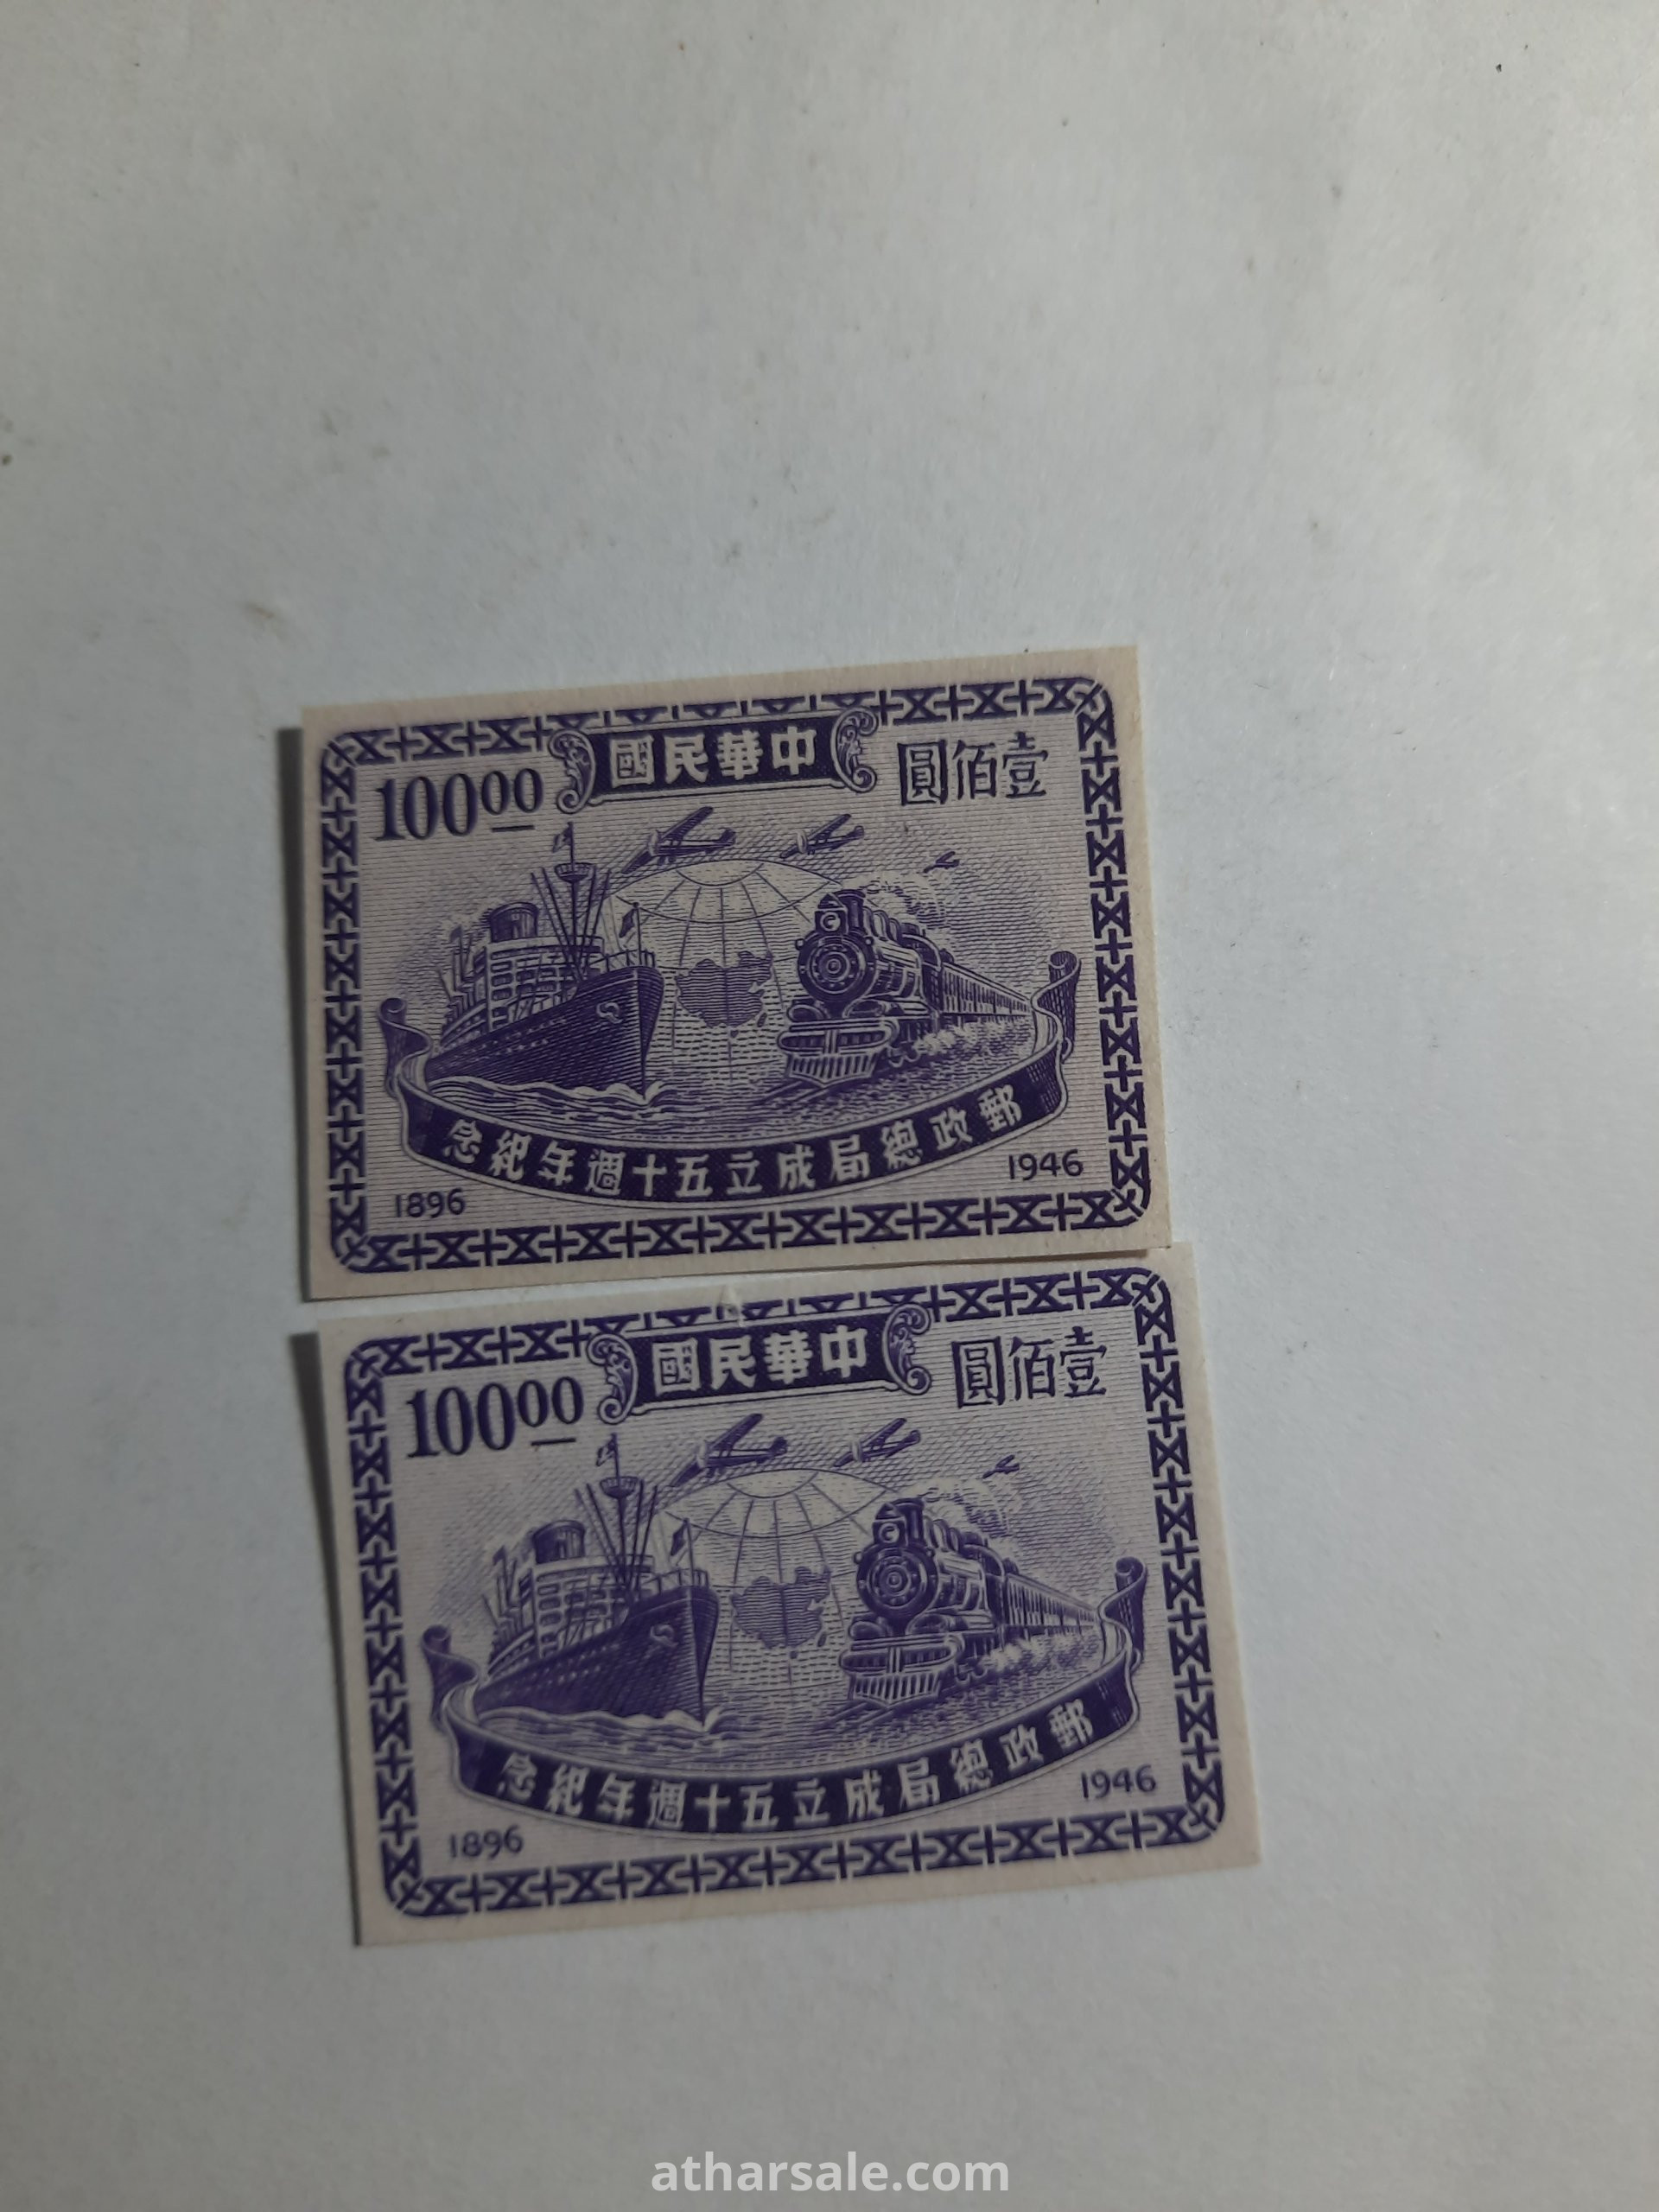 中華民國
100.00
壹佰圓
郵政總局成立五十週年紀念
1896
1946
中華民國
100.00
壹佰圓
郵政總局成立五十週年紀念
1896
1946
atharsale.com